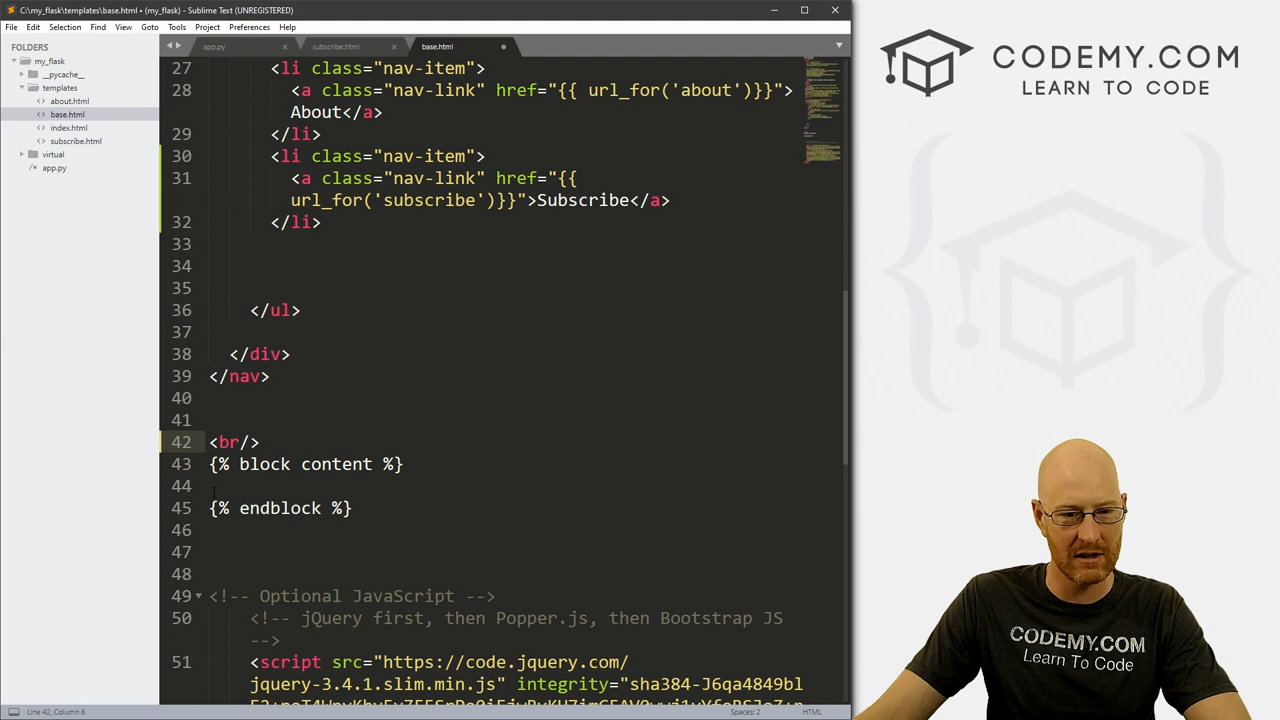 C:\my_flask\templates\base.html • (my_flask) - Sublime Text (UNREGISTERED)
File Edit Selection Find View Goto Tools Project Preferences Help
FOLDERS
my_flask
__pycache__
templates
about.html
base.html
index.html
subscribe.html
virtual
app.py
app.py subscribe.html base.html
27 <li class="nav-item">
28 <a class="nav-link" href="{{ url_for('about')}}">
About</a>
29 </li>
30 <li class="nav-item">
31 <a class="nav-link" href="{{
url_for('subscribe')}}">Subscribe</a>
32 </li>
33
34
35
36 </ul>
37
38 </div>
39 </nav>
40
41
42 <br/>
43 {% block content %}
44
45 {% endblock %}
46
47
48
49 <!-- Optional JavaScript -->
50 <!-- jQuery first, then Popper.js, then Bootstrap JS
-->
51 <script src="https://code.jquery.com/
jquery-3.4.1.slim.min.js" integrity="sha384-J6qa4849bl
Line 42, Column 6
Spaces: 2
HTML
CODEMY.COM
LEARN TO CODE
CODEMY.COM
Learn To Code